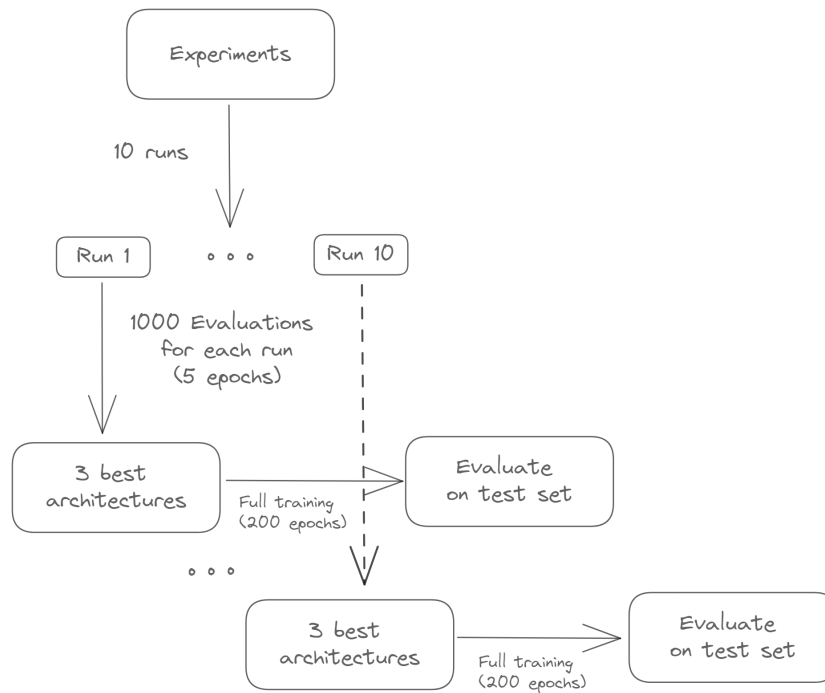 Experiments
10 runs
Run 1
Run 10
1000 Evaluations
for each run
(5 epochs)
3 best
architectures
Full training
(200 epochs)
Evaluate
on test set
3 best
architectures
Full training
(200 epochs)
Evaluate
on test set